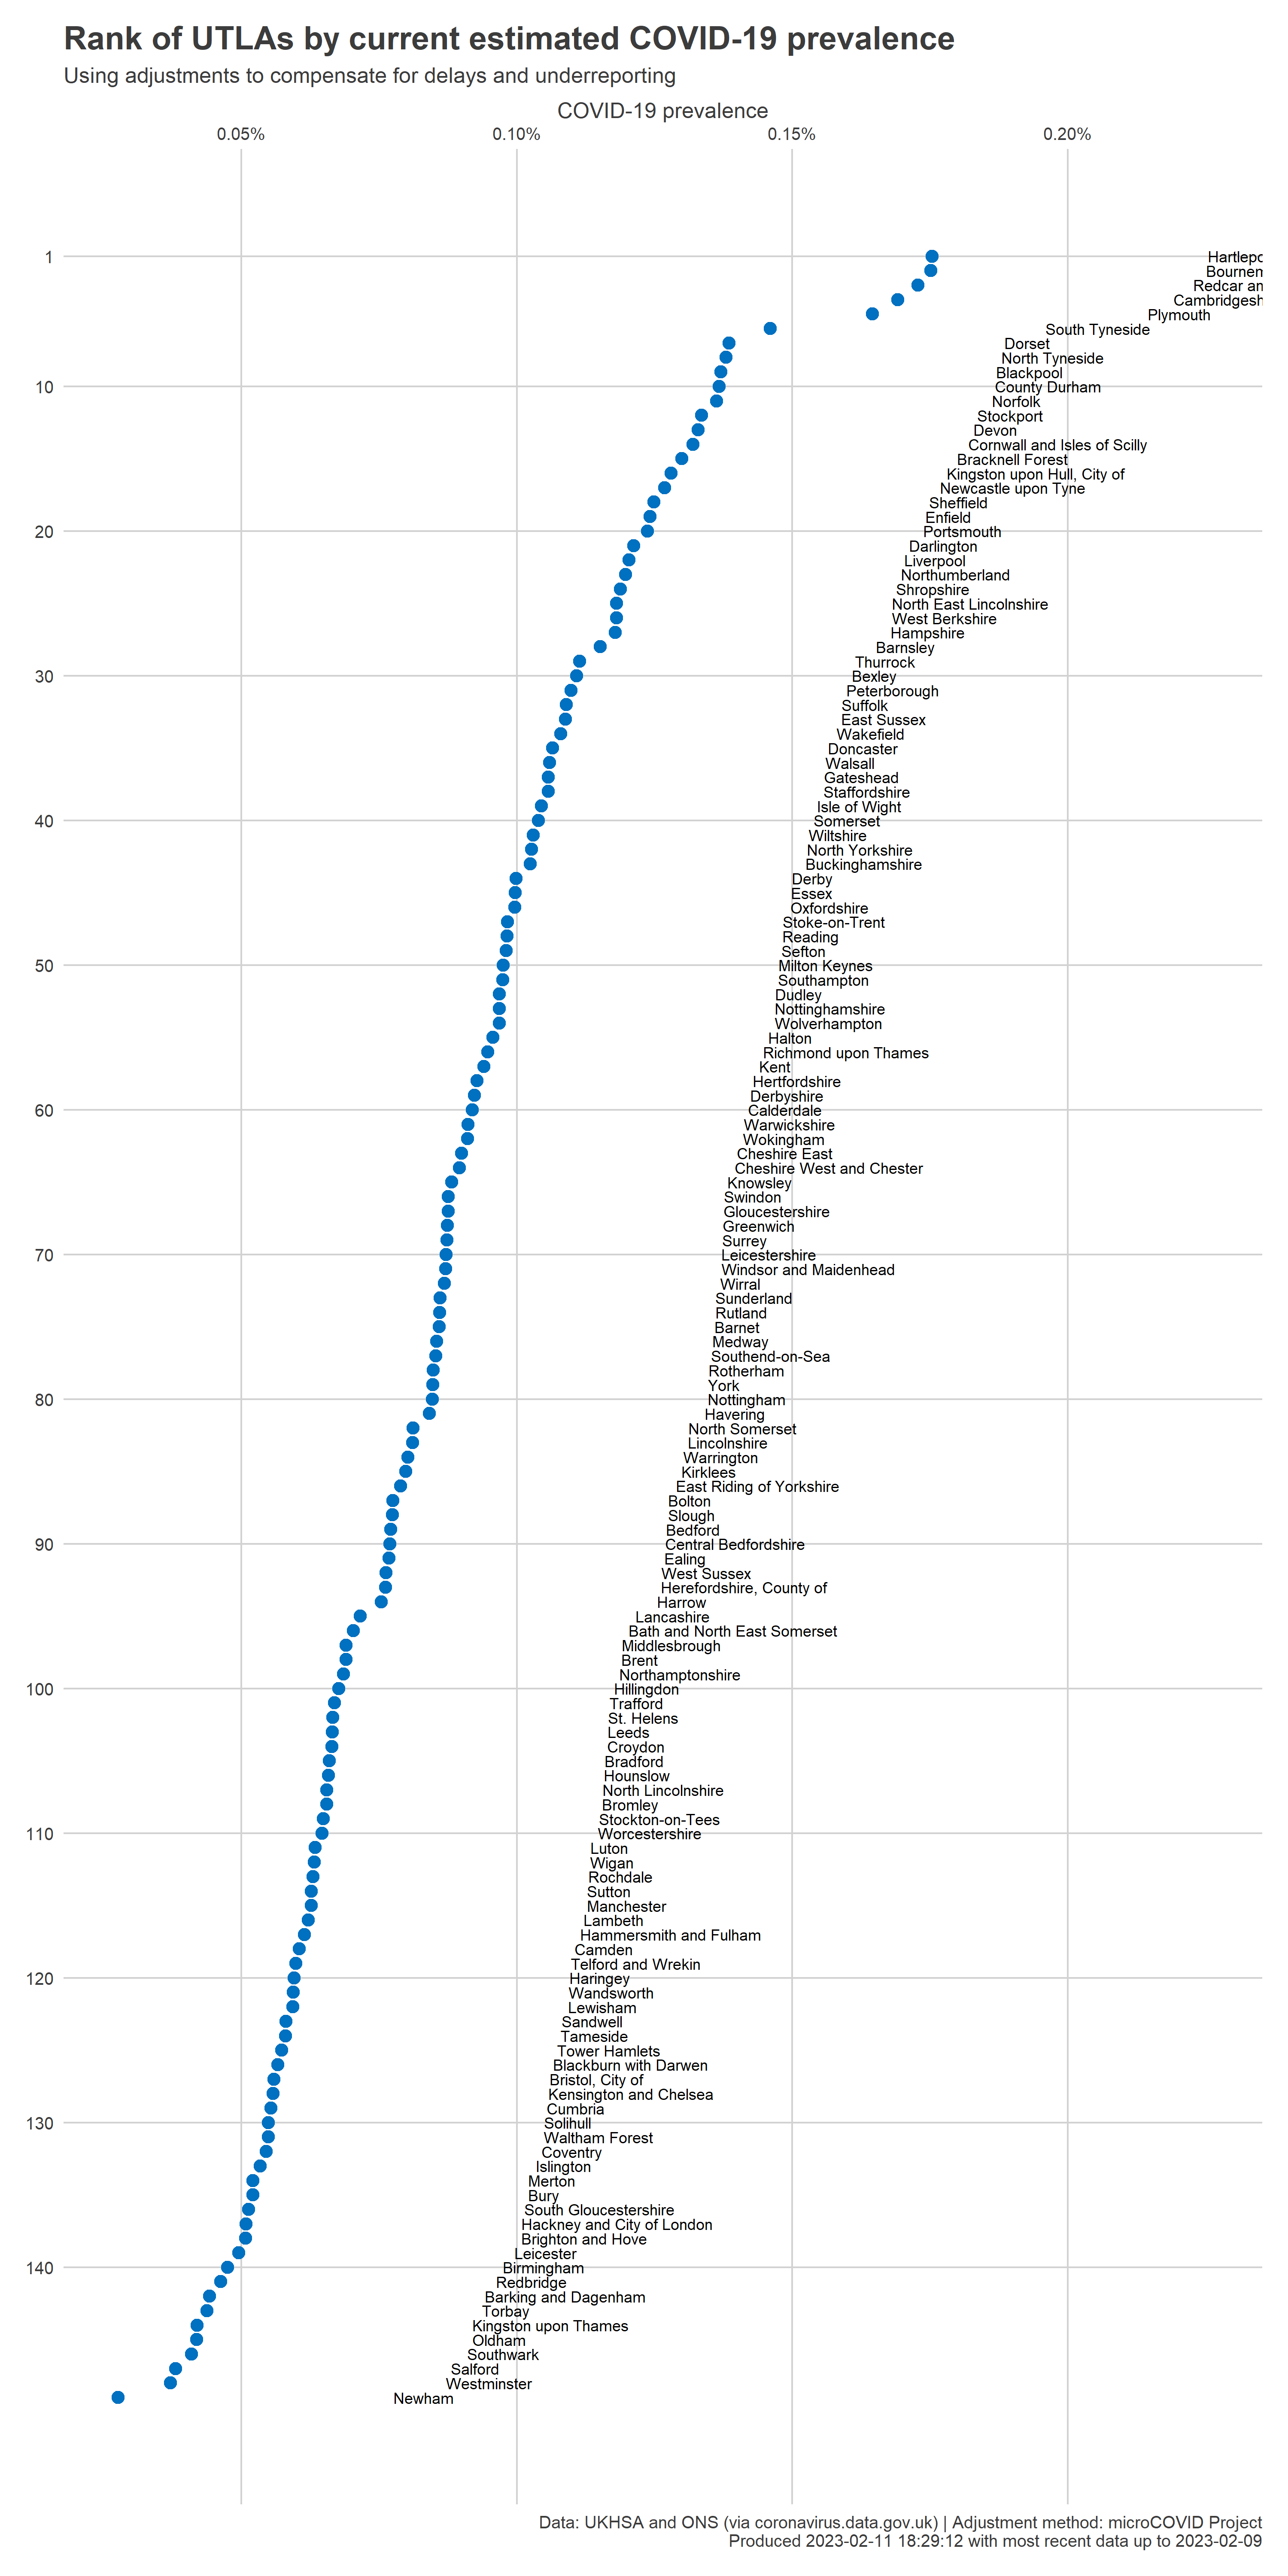 Rank of UTLAs by current estimated COVID-19 prevalence
Using adjustments to compensate for delays and underreporting
COVID-19 prevalence
0.05% 0.10% 0.15% 0.20%
1 Hartlepo
Bournem
Redcar an
Cambridgesh
Plymouth
South Tyneside
Dorset
North Tyneside
Blackpool
10 County Durham
Norfolk
Stockport
Devon
Cornwall and Isles of Scilly
Bracknell Forest
Kingston upon Hull, City of
Newcastle upon Tyne
Sheffield
Enfield
20 Portsmouth
Darlington
Liverpool
Northumberland
Shropshire
North East Lincolnshire
West Berkshire
Hampshire
Barnsley
Thurrock
30 Bexley
Peterborough
Suffolk
East Sussex
Wakefield
Doncaster
Walsall
Gateshead
Staffordshire
Isle of Wight
40 Somerset
Wiltshire
North Yorkshire
Buckinghamshire
Derby
Essex
Oxfordshire
Stoke-on-Trent
Reading
Sefton
50 Milton Keynes
Southampton
Dudley
Nottinghamshire
Wolverhampton
Halton
Richmond upon Thames
Kent
Hertfordshire
Derbyshire
60 Calderdale
Warwickshire
Wokingham
Cheshire East
Cheshire West and Chester
Knowsley
Swindon
Gloucestershire
Greenwich
Surrey
70 Leicestershire
Windsor and Maidenhead
Wirral
Sunderland
Rutland
Barnet
Medway
Southend-on-Sea
Rotherham
York
80 Nottingham
Havering
North Somerset
Lincolnshire
Warrington
Kirklees
East Riding of Yorkshire
Bolton
Slough
Bedford
90 Central Bedfordshire
Ealing
West Sussex
Herefordshire, County of
Harrow
Lancashire
Bath and North East Somerset
Middlesbrough
Brent
Northamptonshire
100 Hillingdon
Trafford
St. Helens
Leeds
Croydon
Bradford
Hounslow
North Lincolnshire
Bromley
Stockton-on-Tees
110 Worcestershire
Luton
Wigan
Rochdale
Sutton
Manchester
Lambeth
Hammersmith and Fulham
Camden
Telford and Wrekin
120 Haringey
Wandsworth
Lewisham
Sandwell
Tameside
Tower Hamlets
Blackburn with Darwen
Bristol, City of
Kensington and Chelsea
Cumbria
130 Solihull
Waltham Forest
Coventry
Islington
Merton
Bury
South Gloucestershire
Hackney and City of London
Brighton and Hove
Leicester
140 Birmingham
Redbridge
Barking and Dagenham
Torbay
Kingston upon Thames
Oldham
Southwark
Salford
Westminster
Newham
Data: UKHSA and ONS (via coronavirus.data.gov.uk) | Adjustment method: microCOVID Project
Produced 2023-02-11 18:29:12 with most recent data up to 2023-02-09